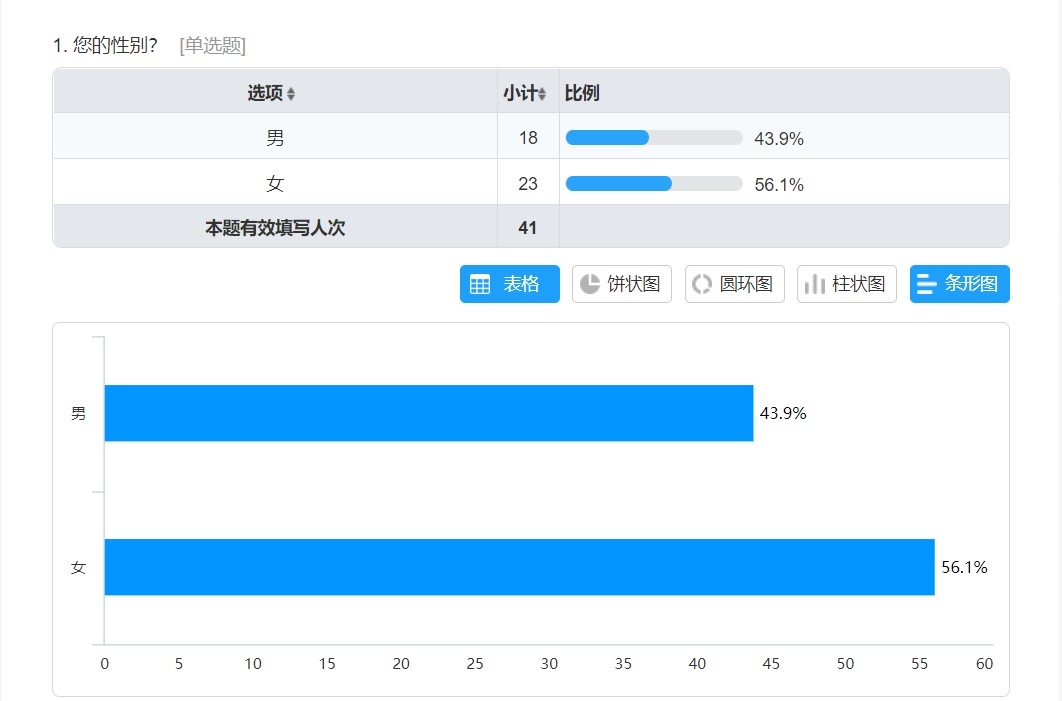 1. 您的性别? [单选题]
选项 小计 比例
男 18 43.9%
女 23 56.1%
本题有效填写人次 41
表格 饼状图 圆环图 柱状图 条形图
男 43.9%
女 56.1%
0 5 10 15 20 25 30 35 40 45 50 55 60